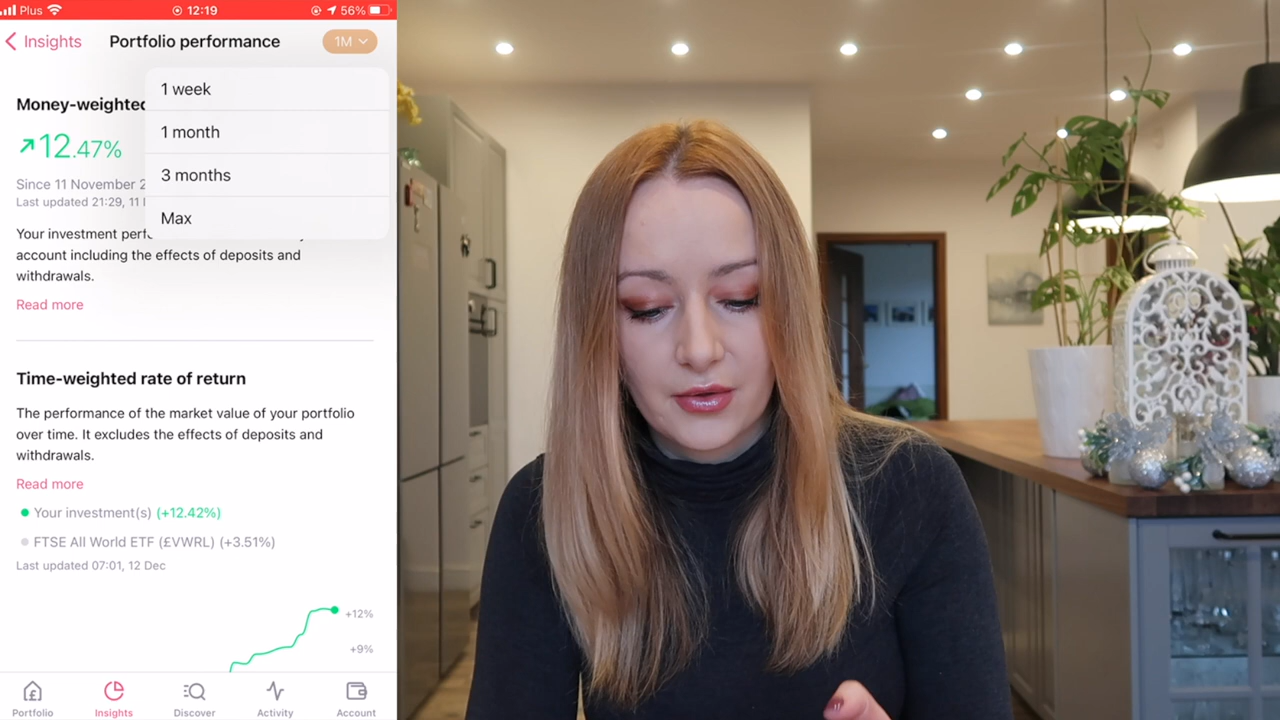 Plus 12:19 56%
Insights Portfolio performance 1M
1 week
1 month
3 months
Max
Money-weighted
12.47%
Since 11 November 2
Last updated 21:29, 11
Your investment
account including the effects of deposits and
withdrawals.
Read more
Time-weighted rate of return
The performance of the market value of your portfolio
over time. It excludes the effects of deposits and
withdrawals.
Read more
Your investment(s) (+12.42%)
FTSE All World ETF (£VWRL) (+3.51%)
Last updated 07:01, 12 Dec
+12%
+9%
Portfolio Insights Discover Activity Account